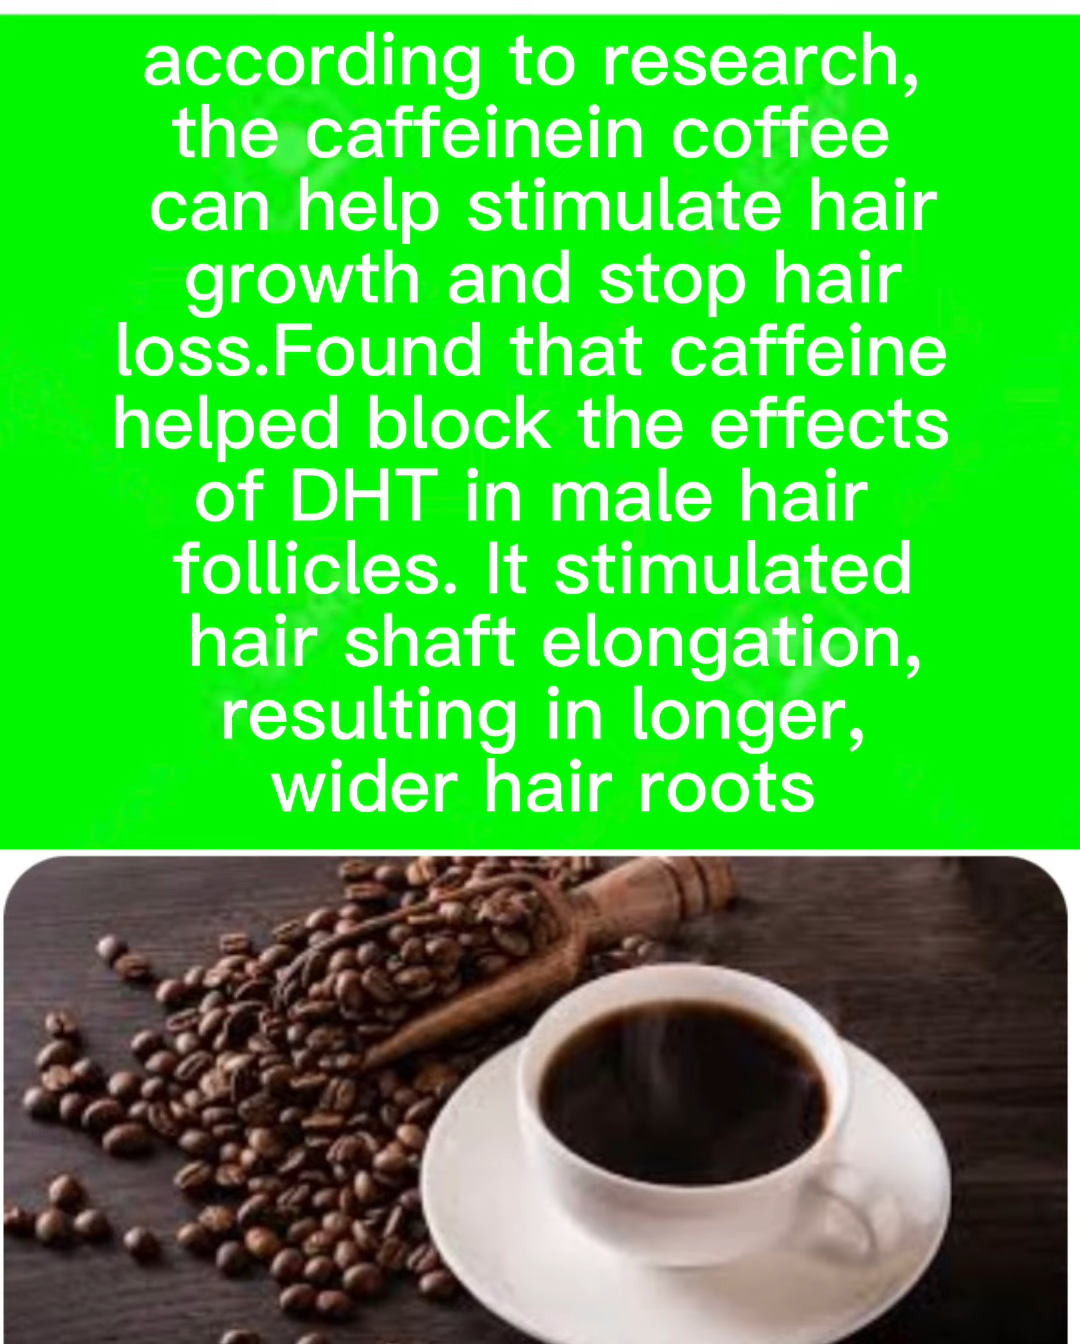 according to research,
the caffeinein coffee
can help stimulate hair
growth and stop hair
loss.Found that caffeine
helped block the effects
of DHT in male hair
follicles. It stimulated
hair shaft elongation,
resulting in longer,
wider hair roots